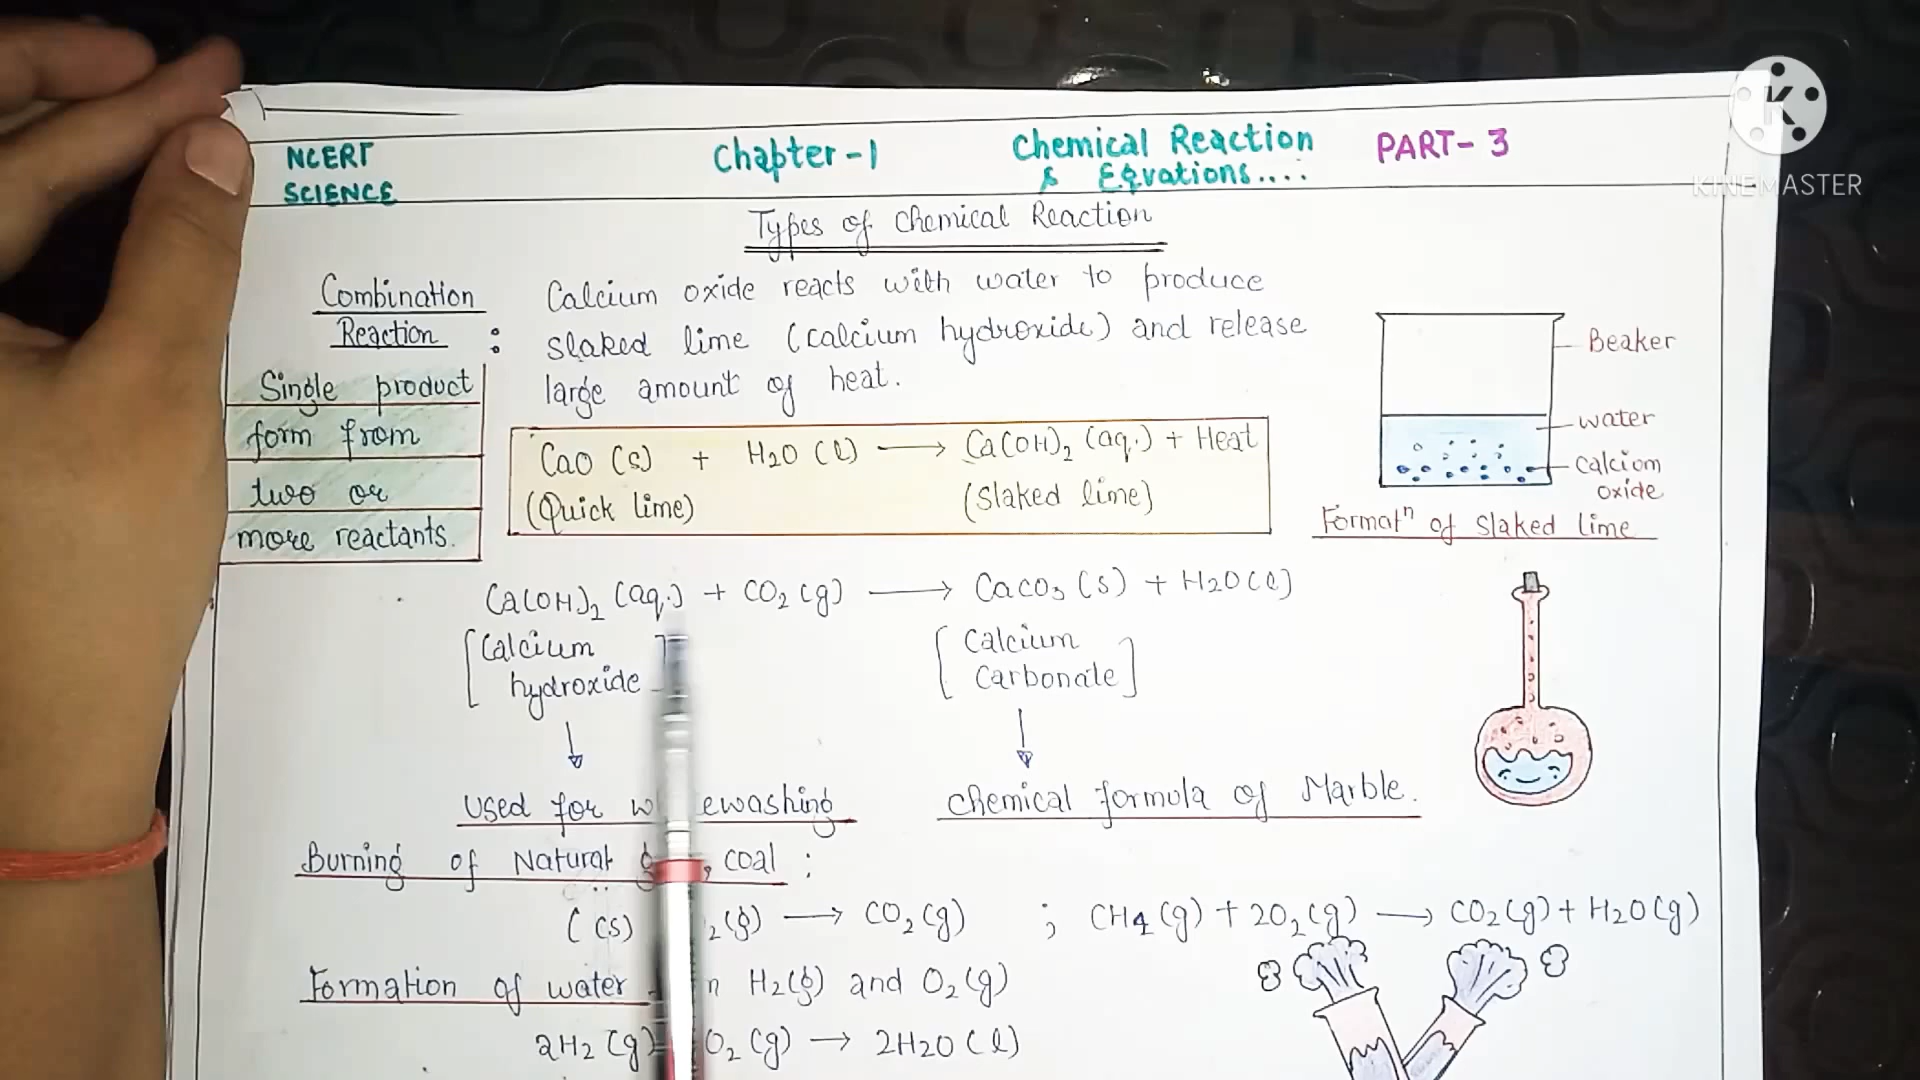 KINEMASTER
NCERT
SCIENCE
Chapter-1
Chemical Reaction
& Eqvations....
PART-3
Types of Chemical Reaction
Combination
Reaction :
Single product
form from
two or
more reactants.
Calcium oxide reacts with water to produce
slaked lime (calcium hydroxide) and release
large amount of heat.
CaO (s) + H2O (l) ⟶ Ca(OH)₂ (aq.) + Heat
(Quick lime) (Slaked lime)
Beaker
water
Calciom
oxide
Formatⁿ of Slaked lime
Ca(OH)₂ (aq.) + CO₂ (g) ⟶ CaCO₃ (s) + H2O(l)
[Calcium
hydroxide]
[Calcium
Carbonate]
Used for ewashing
Chemical formula of Marble.
Burning of Natural , coal :
C(s) ₂(g) ⟶ CO₂(g) ; CH4(g) + 2O₂(g) ⟶ CO₂(g) + H2O(g)
Formation of water H₂(g) and O₂(g)
2H₂ (g) O₂ (g) → 2H2O (l)